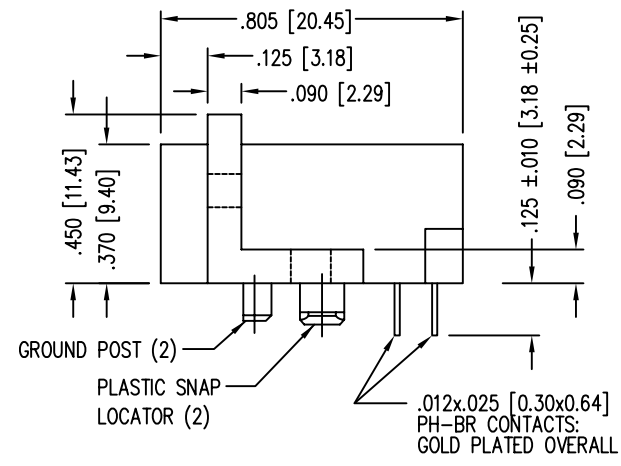 .805 [20.45]
.125 [3.18]
.090 [2.29]
.450 [11.43]
.370 [9.40]
.125 ±.010 [3.18 ±0.25]
.090 [2.29]
GROUND POST (2)
PLASTIC SNAP
LOCATOR (2)
.012x.025 [0.30x0.64]
PH-BR CONTACTS:
GOLD PLATED OVERALL